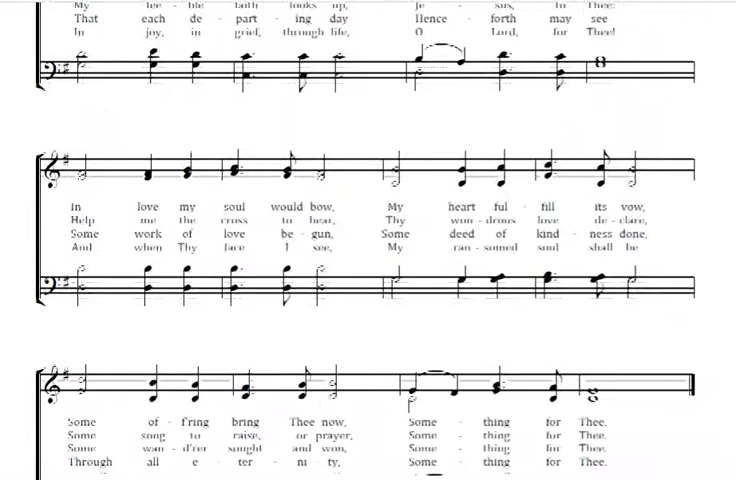 My fee - ble faith looks up, Je - sus, to Thee:
That each de - part - ing day Hence - forth may see
In joy, in grief, through life, O Lord, for Thee!
In love my soul would bow, My heart ful - fill its vow,
Help me the cross to bear, Thy won - drous love de - clare,
Some work of love be - gun, Some deed of kind - ness done,
And when Thy face I see, My ran - somed soul shall be
Some of - f'ring bring Thee now, Some - thing for Thee.
Some song to raise, or prayer, Some - thing for Thee.
Some wan - d'rer sought and won, Some - thing for Thee.
Through all e - ter - ni - ty, Some - thing for Thee.